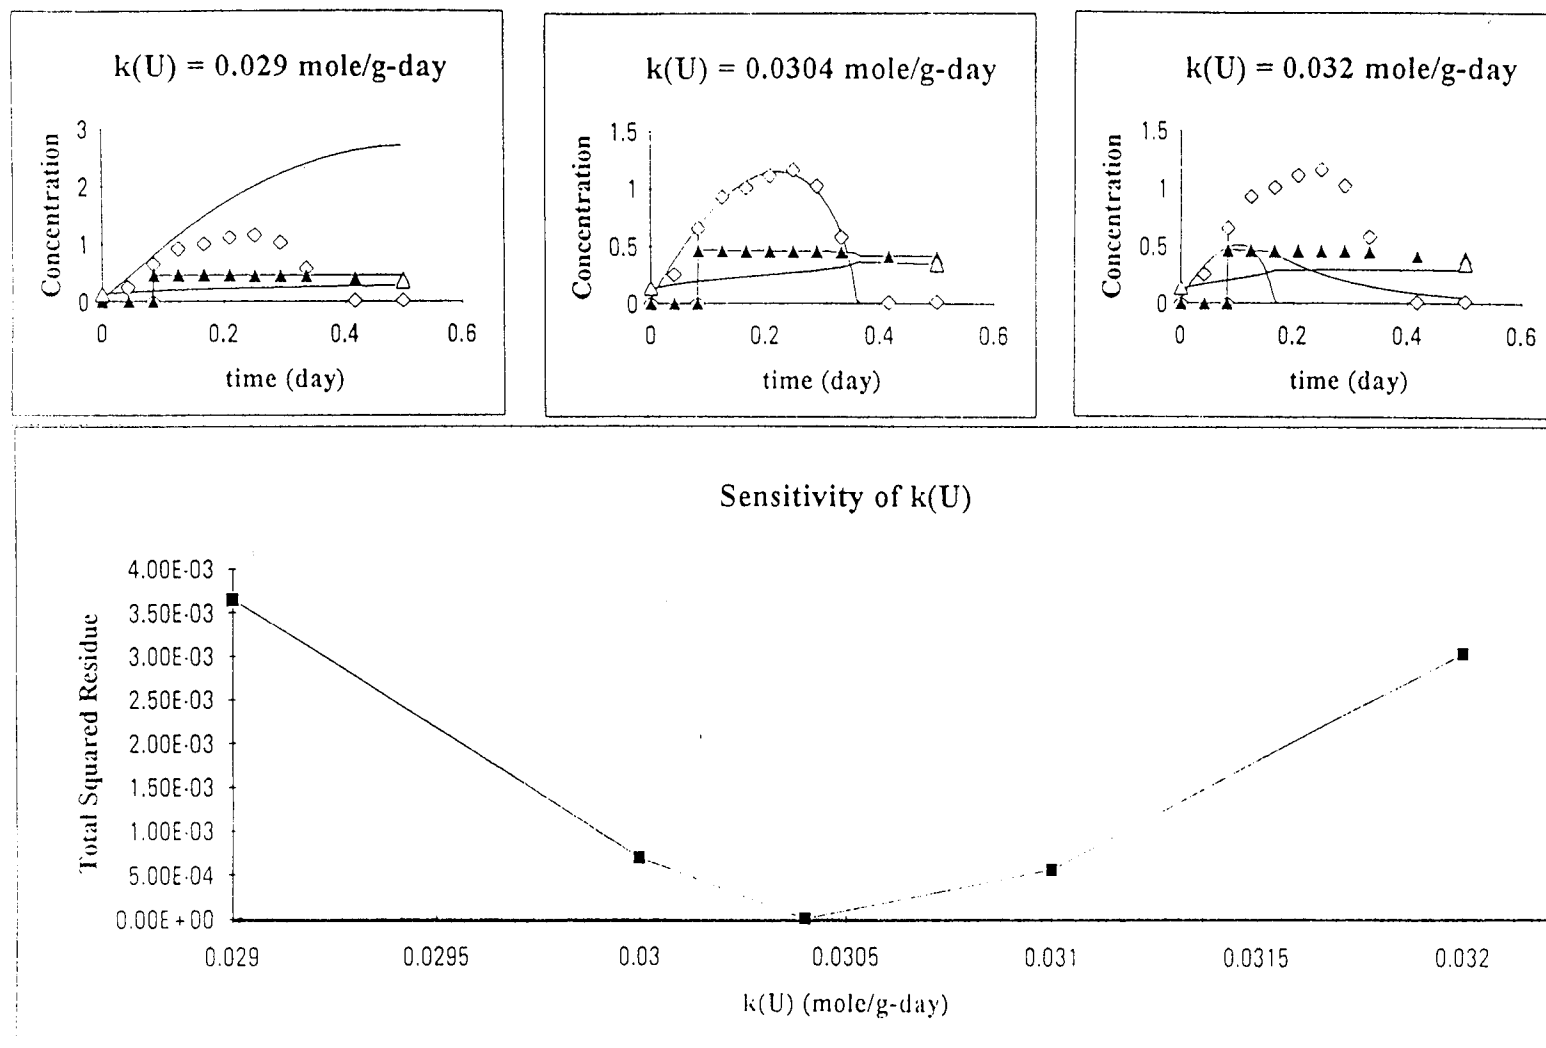 k(U) = 0.029 mole/g-day
Concentration
3
2
1
0
0
0.2
0.4
0.6
time (day)
k(U) = 0.0304 mole/g-day
Concentration
1.5
1
0.5
0
0
0.2
0.4
0.6
time (day)
k(U) = 0.032 mole/g-day
Concentration
1.5
1
0.5
0
0
0.2
0.4
0.6
time (day)
Sensitivity of k(U)
Total Squared Residue
4.00E-03
3.50E-03
3.00E-03
2.50E-03
2.00E-03
1.50E-03
1.00E-03
5.00E-04
0.00E+00
0.029
0.0295
0.03
0.0305
0.031
0.0315
0.032
k(U) (mole/g-day)